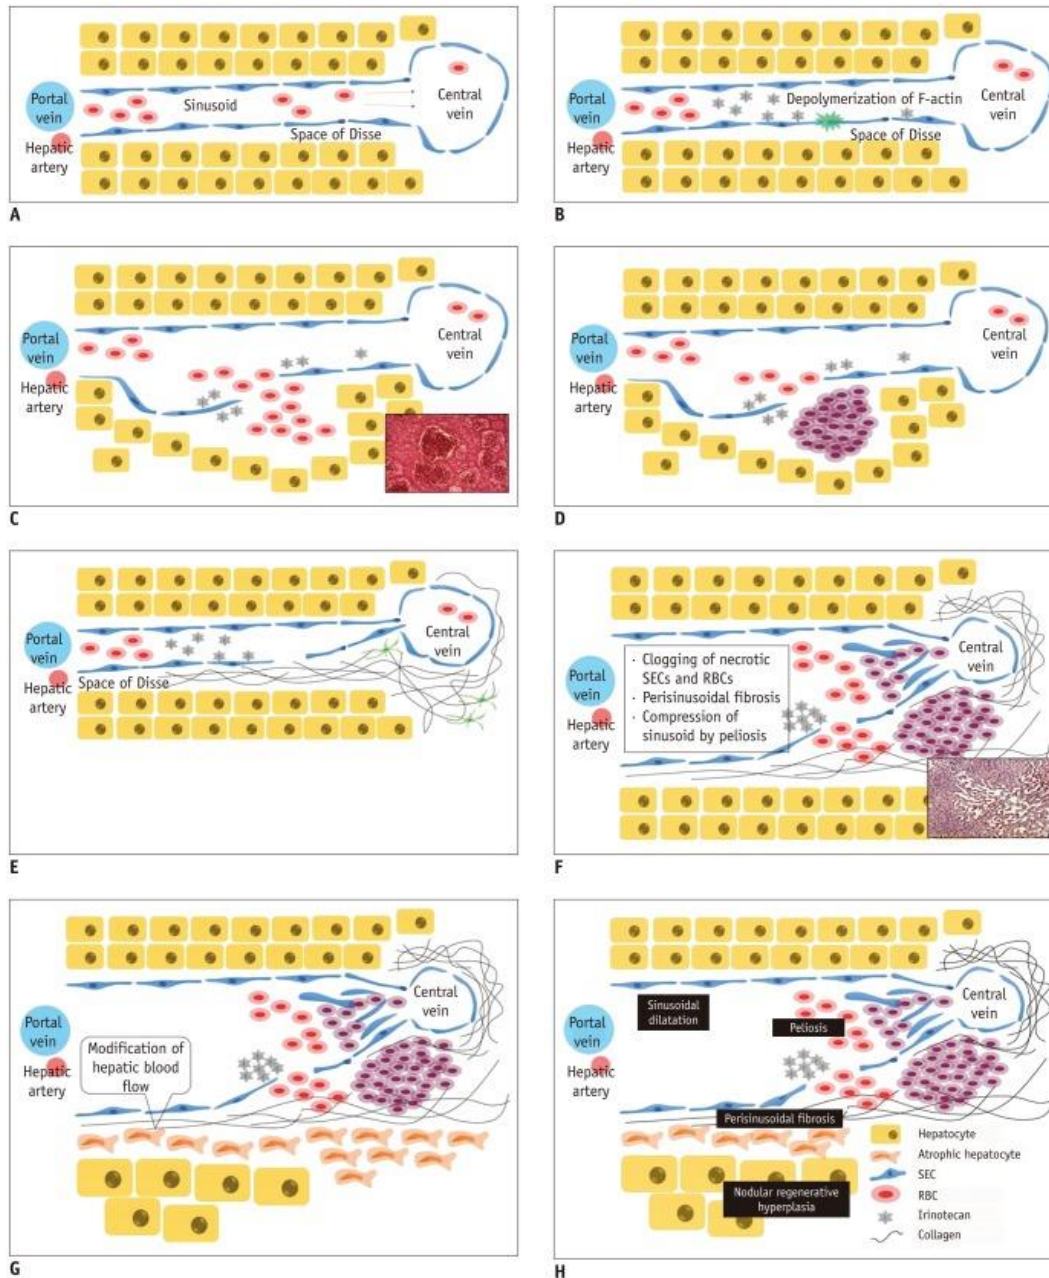 Portal
vein
Hepatic
artery
Sinusoid
Space of Disse
Central
vein
A
Portal
vein
Hepatic
artery
Depolymerization of F-actin
Space of Disse
Central
vein
B
Portal
vein
Hepatic
artery
Central
vein
C
Portal
vein
Hepatic
artery
Central
vein
D
Portal
vein
Hepatic
artery
Space of Disse
Central
vein
E
Portal
vein
Hepatic
artery
· Clogging of necrotic
SECs and RBCs
· Perisinusoidal fibrosis
· Compression of
sinusoid by peliosis
Central
vein
F
Portal
vein
Hepatic
artery
Modification of
hepatic blood
flow
Central
vein
G
Portal
vein
Hepatic
artery
Sinusoidal
dilatation
Peliosis
Central
vein
Perisinusoidal fibrosis
Nodular regenerative
hyperplasia
Hepatocyte
Atrophic hepatocyte
SEC
RBC
Irinotecan
Collagen
H